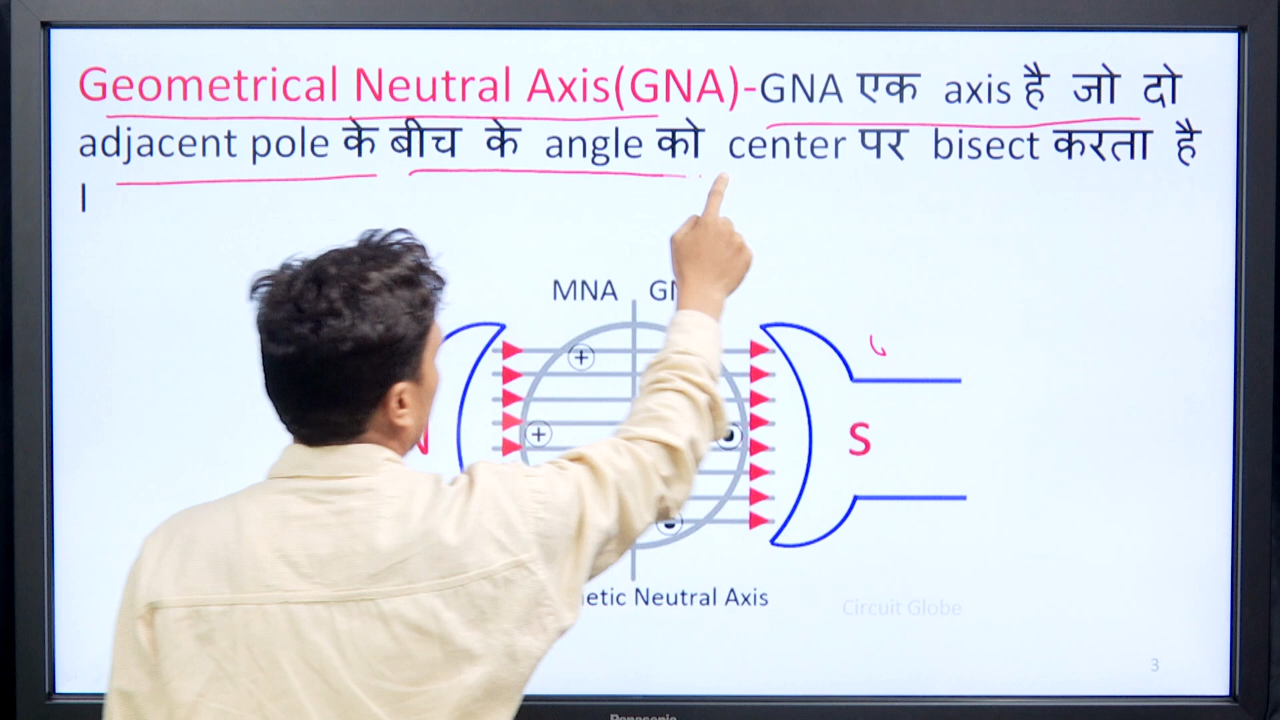 Geometrical Neutral Axis(GNA)-GNA एक axis है जो दो
adjacent pole के बीच के angle को center पर bisect करता है
।
MNA
S
Neutral Axis
Circuit Globe
3
Panasonic